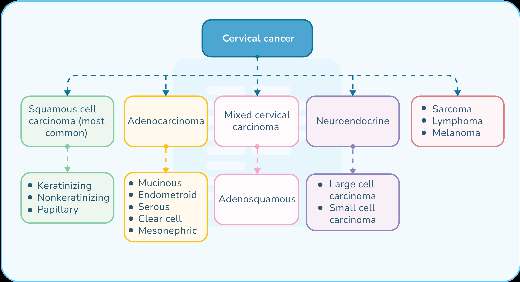 Cervical cancer
Squamous cell
carcinoma (most
common)
Adenocarcinoma
Mixed cervical
carcinoma
Neuroendocrine
• Sarcoma
• Lymphoma
• Melanoma
• Keratinizing
• Nonkeratinizing
• Papillary
• Mucinous
• Endometroid
• Serous
• Clear cell
• Mesonephric
Adenosquamous
• Large cell
carcinoma
• Small cell
carcinoma